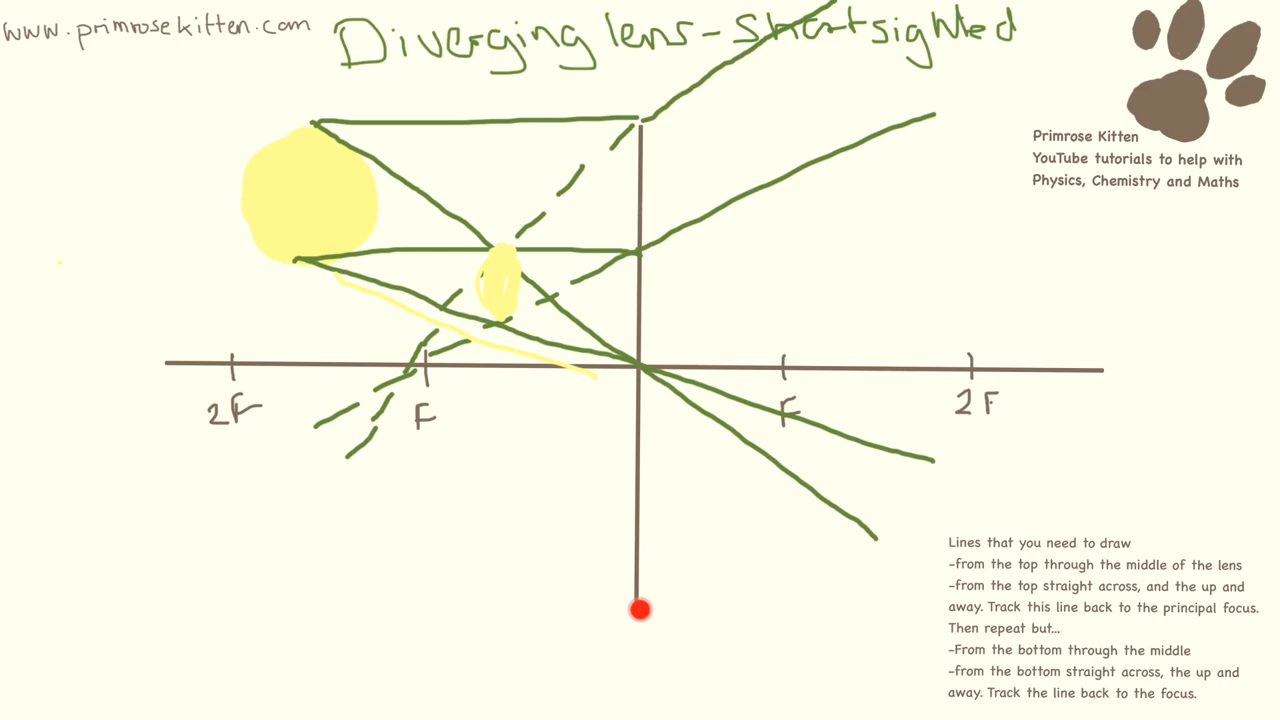 www.primrosekitten.com
Diverging lens - shortsighted
Primrose Kitten
YouTube tutorials to help with
Physics, Chemistry and Maths
2F
F
F
2F
Lines that you need to draw
-from the top through the middle of the lens
-from the top straight across, and the up and
away. Track this line back to the principal focus.
Then repeat but...
-From the bottom through the middle
-from the bottom straight across, the up and
away. Track the line back to the focus.